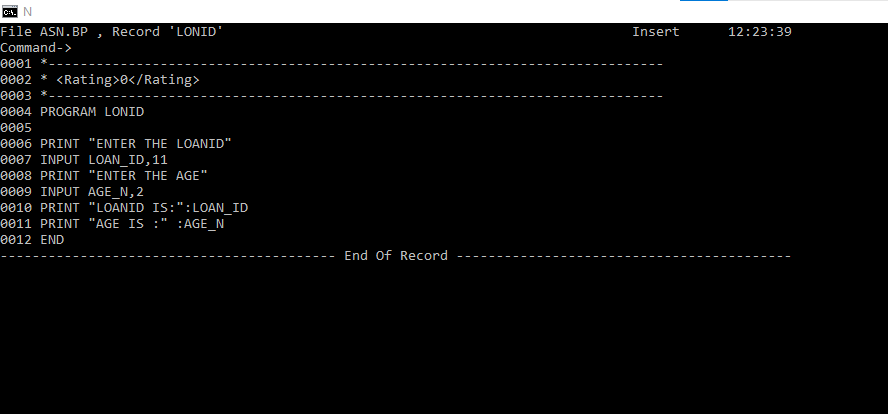 N
File ASN.BP , Record 'LONID' Insert 12:23:39
Command->
0001 *-----------------------------------------------------------------------------
0002 * <Rating>0</Rating>
0003 *-----------------------------------------------------------------------------
0004 PROGRAM LONID
0005
0006 PRINT "ENTER THE LOANID"
0007 INPUT LOAN_ID,11
0008 PRINT "ENTER THE AGE"
0009 INPUT AGE_N,2
0010 PRINT "LOANID IS:":LOAN_ID
0011 PRINT "AGE IS :" :AGE_N
0012 END
------------------------------------------ End Of Record ------------------------------------------